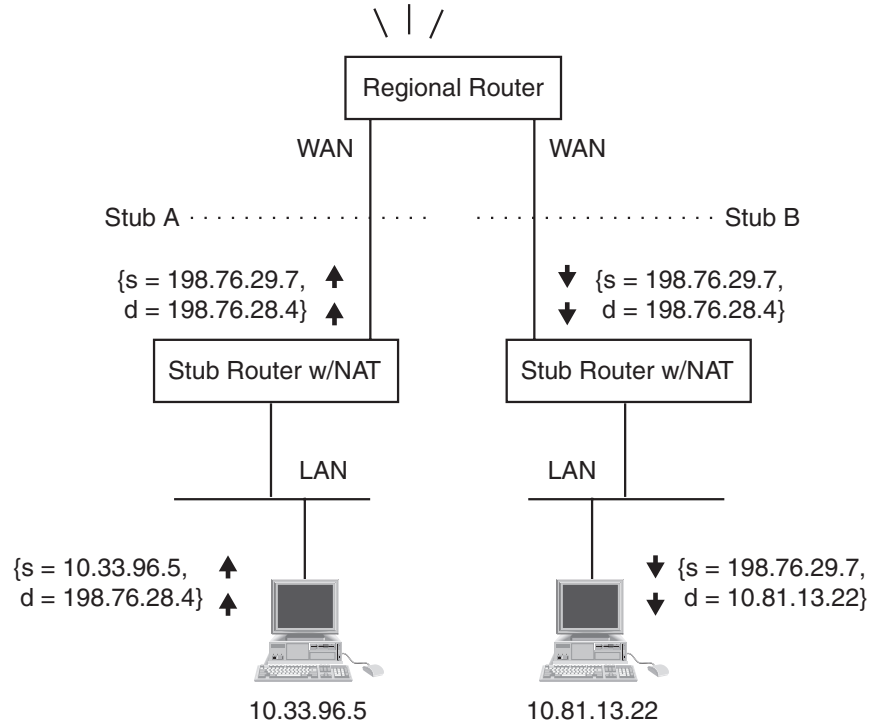 Regional Router
WAN
WAN
Stub A
Stub B
{s = 198.76.29.7,
d = 198.76.28.4}
{s = 198.76.29.7,
d = 198.76.28.4}
Stub Router w/NAT
Stub Router w/NAT
LAN
LAN
{s = 10.33.96.5,
d = 198.76.28.4}
{s = 198.76.29.7,
d = 10.81.13.22}
10.33.96.5
10.81.13.22